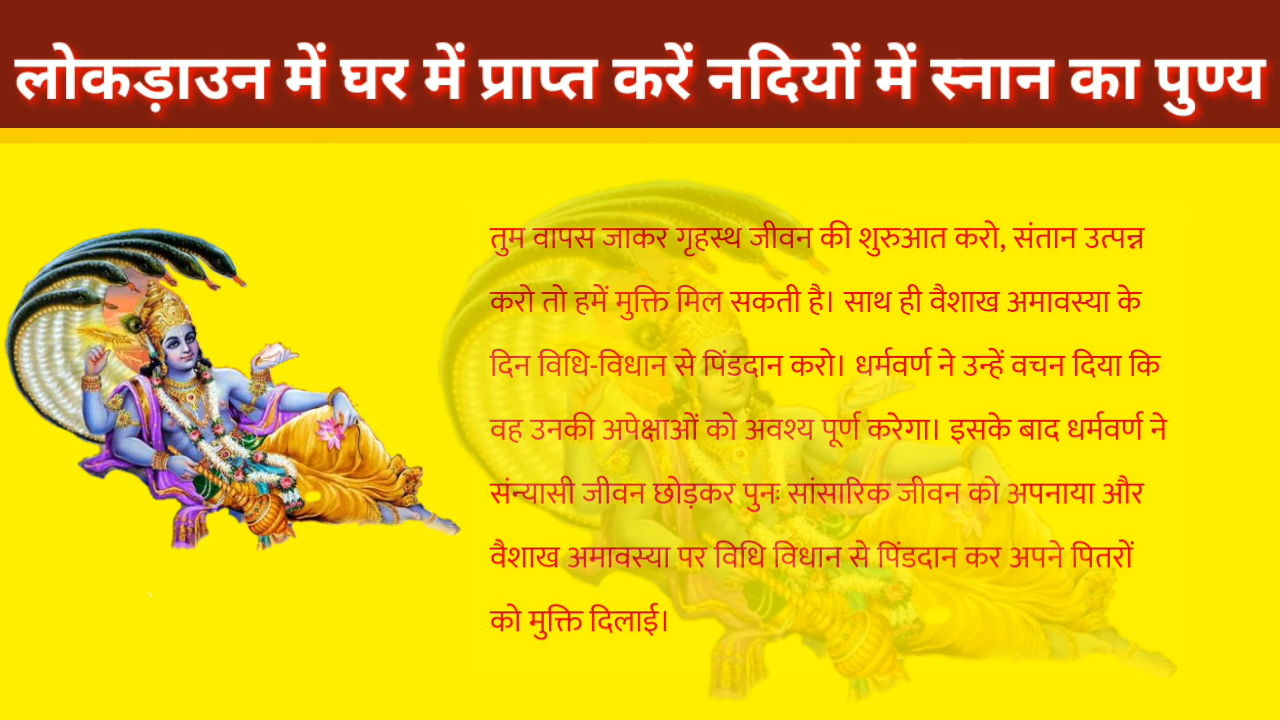 लोकड़ाउन में घर में प्राप्त करें नदियों में स्नान का पुण्य
तुम वापस जाकर गृहस्थ जीवन की शुरुआत करो, संतान उत्पन्न
करो तो हमें मुक्ति मिल सकती है। साथ ही वैशाख अमावस्या के
दिन विधि-विधान से पिंडदान करो। धर्मवर्ण ने उन्हें वचन दिया कि
वह उनकी अपेक्षाओं को अवश्य पूर्ण करेगा। इसके बाद धर्मवर्ण ने
संन्यासी जीवन छोड़कर पुनः सांसारिक जीवन को अपनाया और
वैशाख अमावस्या पर विधि विधान से पिंडदान कर अपने पितरों
को मुक्ति दिलाई।